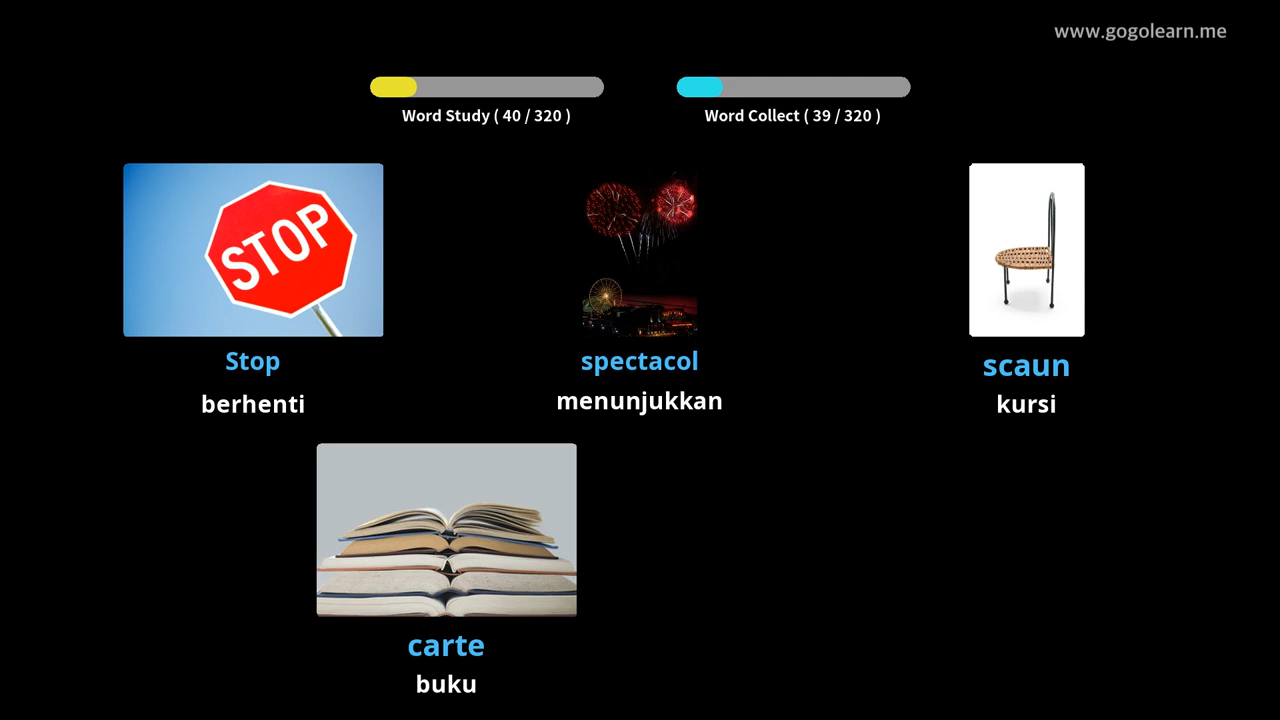 www.gogolearn.me
Word Study ( 40 / 320 )
Word Collect ( 39 / 320 )
STOP
Stop
berhenti
spectacol
menunjukkan
scaun
kursi
carte
buku